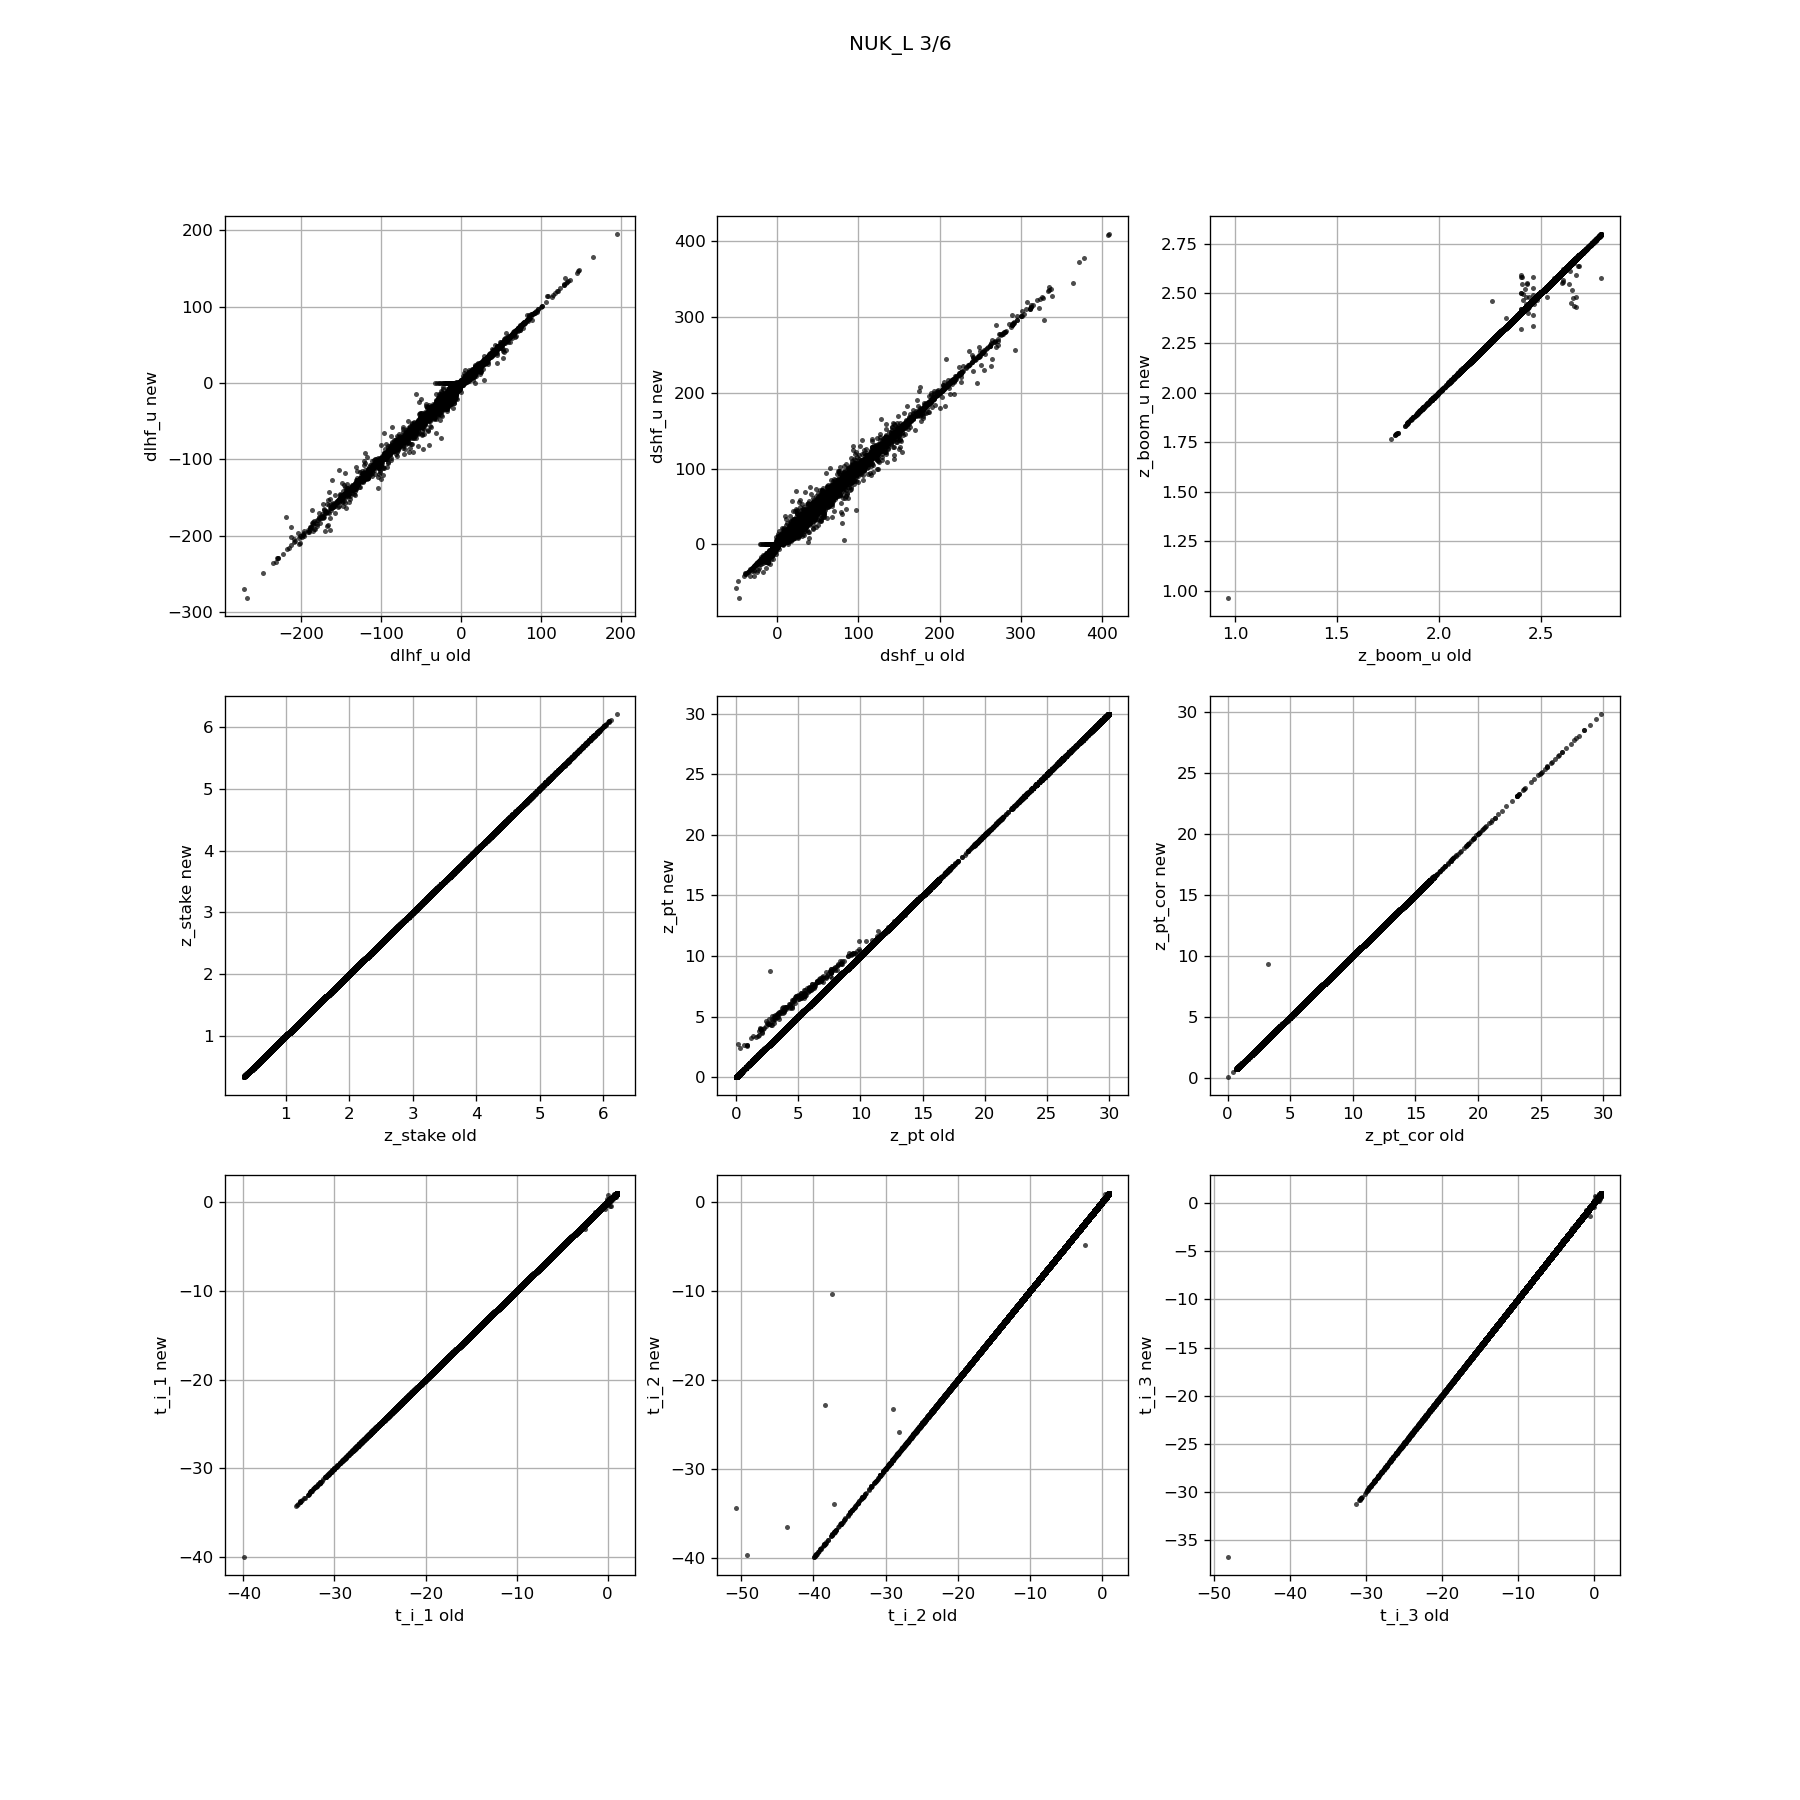 NUK_L 3/6
200
100
0
−100
−200
−300
dlhf_u new
−200 −100 0 100 200
dlhf_u old
400
300
200
100
0
dshf_u new
0 100 200 300 400
dshf_u old
2.75
2.50
2.25
2.00
1.75
1.50
1.25
1.00
z_boom_u new
1.0 1.5 2.0 2.5
z_boom_u old
6
5
4
3
2
1
z_stake new
1 2 3 4 5 6
z_stake old
30
25
20
15
10
5
0
z_pt new
0 5 10 15 20 25 30
z_pt old
30
25
20
15
10
5
0
z_pt_cor new
0 5 10 15 20 25 30
z_pt_cor old
0
−10
−20
−30
−40
t_i_1 new
−40 −30 −20 −10 0
t_i_1 old
0
−10
−20
−30
−40
t_i_2 new
−50 −40 −30 −20 −10 0
t_i_2 old
0
−5
−10
−15
−20
−25
−30
−35
t_i_3 new
−50 −40 −30 −20 −10 0
t_i_3 old